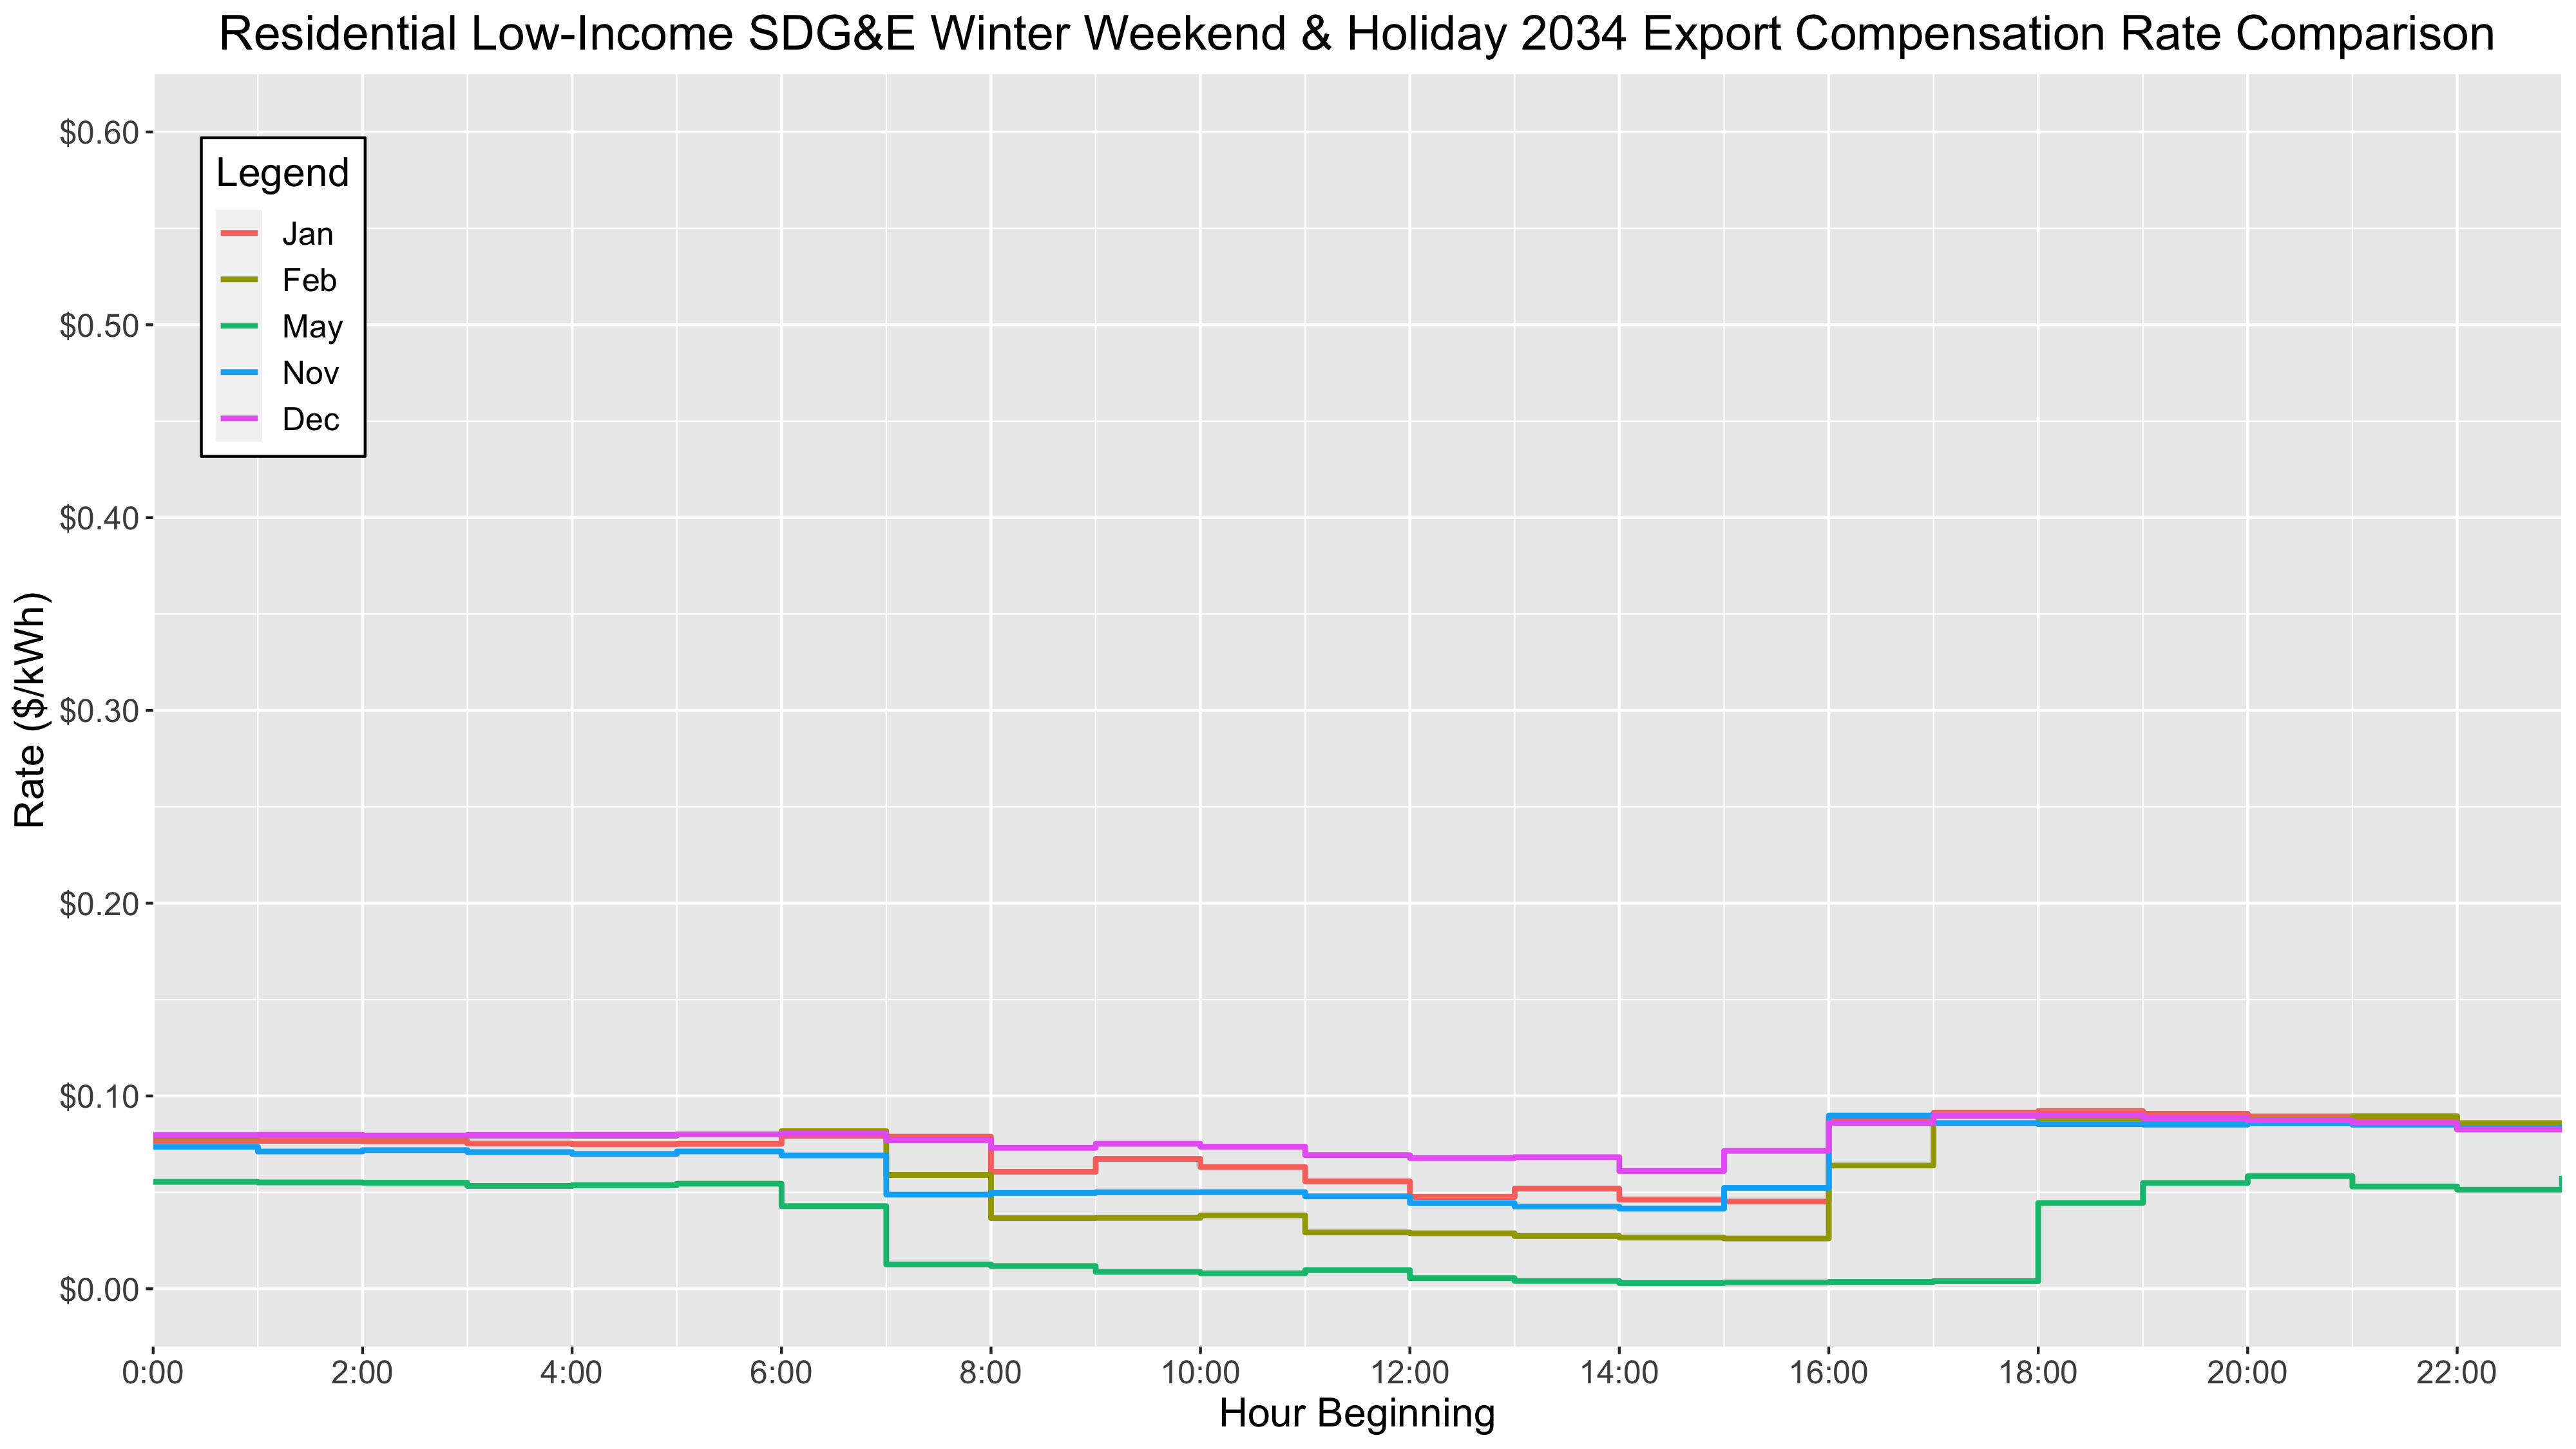 Residential Low-Income SDG&E Winter Weekend & Holiday 2034 Export Compensation Rate Comparison
$0.60
Legend
Jan
Feb
May
Nov
Dec
$0.50
$0.40
$0.30
$0.20
$0.10
$0.00
Rate ($/kWh)
0:00 2:00 4:00 6:00 8:00 10:00 12:00 14:00 16:00 18:00 20:00 22:00
Hour Beginning